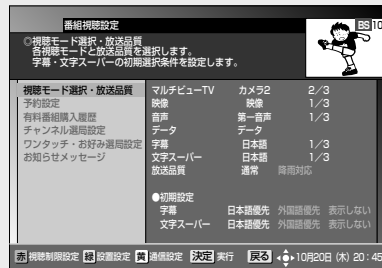 番組視聴設定
BS 10
◎視聴モード選択・放送品質
各視聴モードと放送品質を選択します。
字幕・文字スーパーの初期選択条件を設定します。
視聴モード選択・放送品質
予約設定
有料番組購入履歴
チャンネル選局設定
ワンタッチ・お好み選局設定
お知らせメッセージ
マルチビューTV カメラ2 2/3
映像 映像 1/3
音声 第一音声 1/3
データ データ
字幕 日本語 1/3
文字スーパー 日本語 1/3
放送品質 通常 降雨対応
●初期設定
字幕 日本語優先 外国語優先 表示しない
文字スーパー 日本語優先 外国語優先 表示しない
赤 視聴制限設定 緑 設置設定 黄 通信設定 決定 実行 戻る 10月20日 (木) 20:45